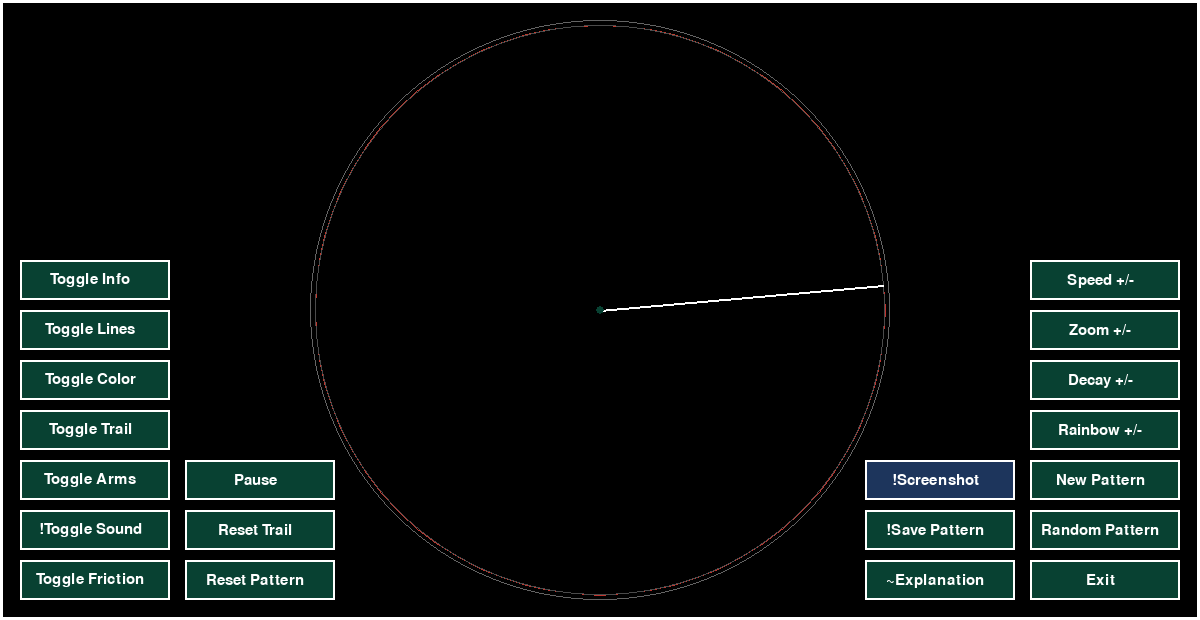 Toggle Info
Speed +/-
Toggle Lines
Zoom +/-
Toggle Color
Decay +/-
Toggle Trail
Rainbow +/-
Toggle Arms
Pause
!Screenshot
New Pattern
!Toggle Sound
Reset Trail
!Save Pattern
Random Pattern
Toggle Friction
Reset Pattern
~Explanation
Exit